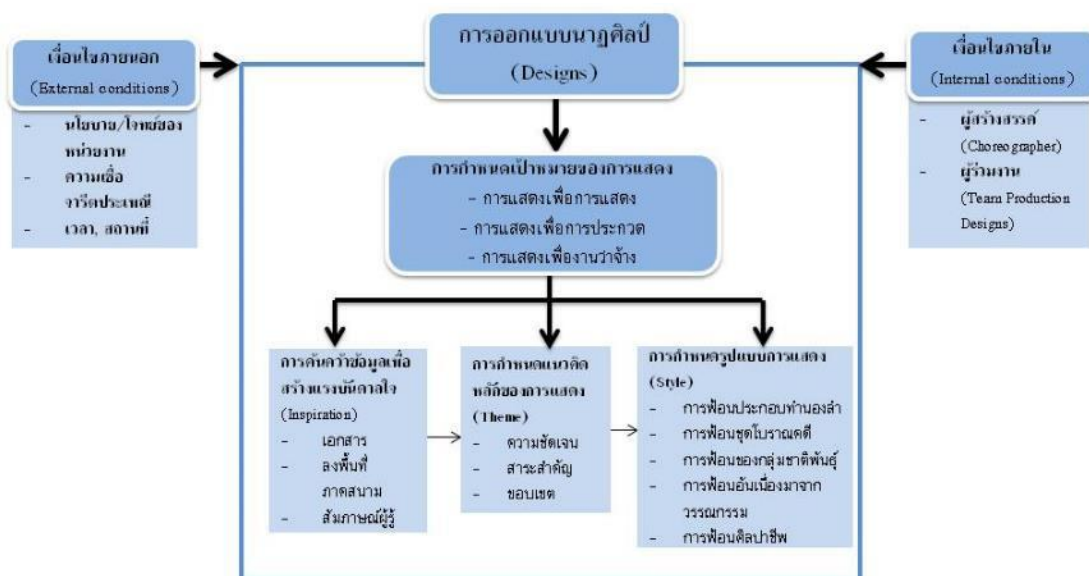 การออกแบบนาฏศิลป์
(Designs)
เงื่อนไขภายนอก
(External conditions)
- นโยบาย/โจทย์ของ
หน่วยงาน
- ความเชื่อ
จารีตประเพณี
- เวลา, สถานที่
เงื่อนไขภายใน
(Internal conditions)
- ผู้สร้างสรรค์
(Choreographer)
- ผู้ร่วมงาน
(Team Production
Designs)
การกำหนดเป้าหมายของการแสดง
- การแสดงเพื่อการแสดง
- การแสดงเพื่อการประกวด
- การแสดงเพื่องานว่าจ้าง
การค้นคว้าข้อมูลเพื่อ
สร้างแรงบันดาลใจ
(Inspiration)
- เอกสาร
- ลงพื้นที่
ภาคสนาม
- สัมภาษณ์ผู้รู้
การกำหนดแนวคิด
หลักของการแสดง
(Theme)
- ความชัดเจน
- สาระสำคัญ
- ขอบเขต
การกำหนดรูปแบบการแสดง
(Style)
- การฟ้อนประกอบทำนองลำ
- การฟ้อนชุดโบราณคดี
- การฟ้อนของกลุ่มชาติพันธุ์
- การฟ้อนอันเนื่องมาจาก
วรรณกรรม
- การฟ้อนศิลปาชีพ